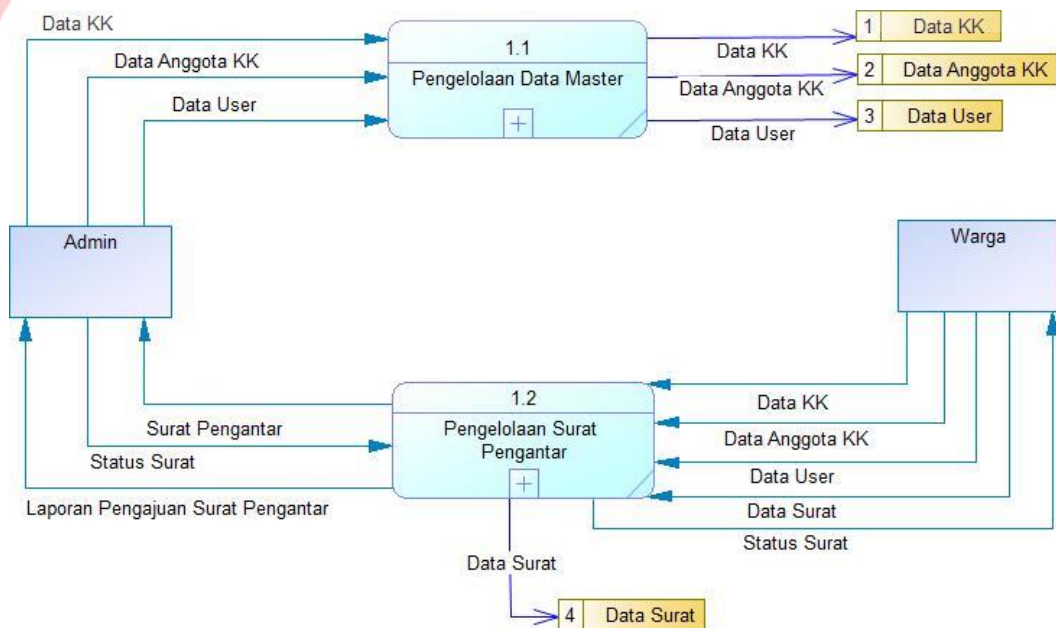 Data KK
Data Anggota KK
Data User
1.1
Pengelolaan Data Master
Data KK
Data Anggota KK
Data User
1 Data KK
2 Data Anggota KK
3 Data User
Admin
Warga
1.2
Pengelolaan Surat
Pengantar
Surat Pengantar
Status Surat
Laporan Pengajuan Surat Pengantar
Data KK
Data Anggota KK
Data User
Data Surat
Status Surat
Data Surat
4 Data Surat